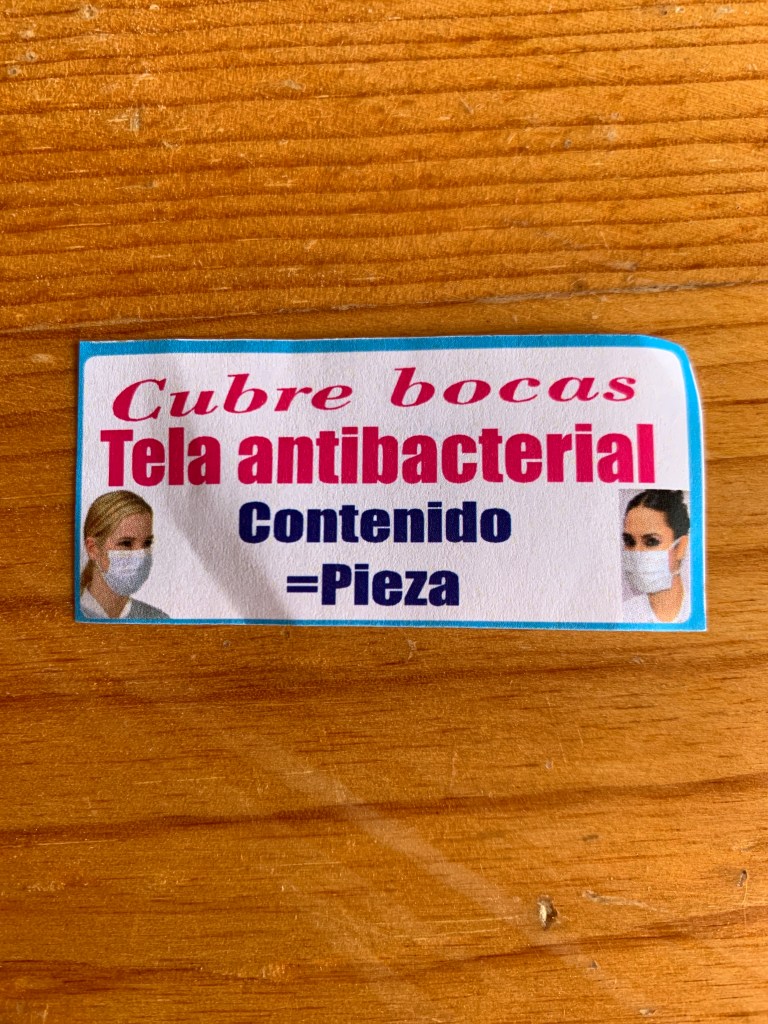 Cubre bocas
Tela antibacterial
Contenido
=Pieza